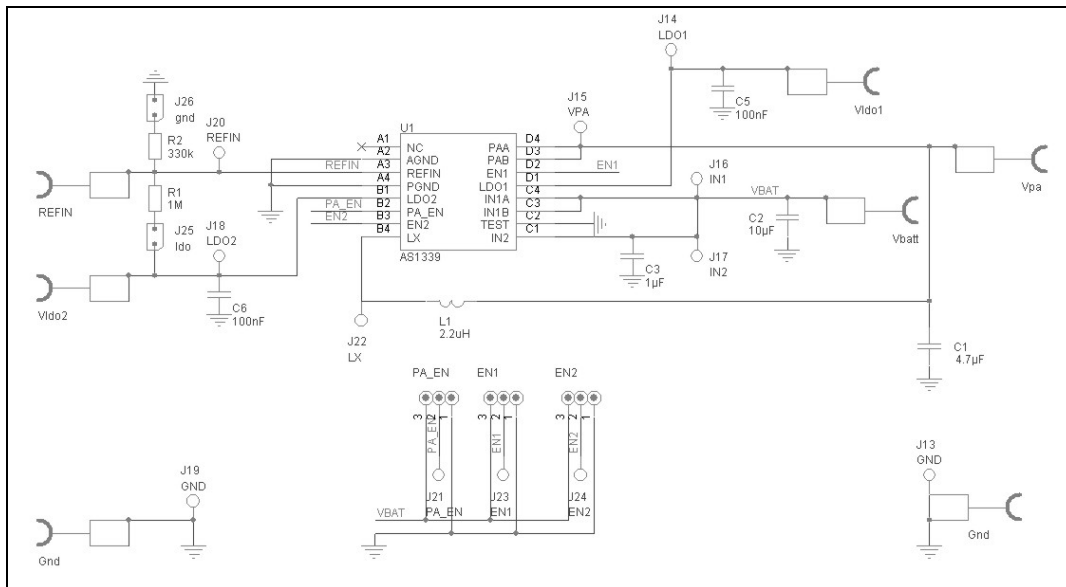 J14
LDO1
J26
gnd
J20
REFIN
R2
330k
REFIN
R1
1M
J25
ldo
J18
LDO2
Vldo2
C6
100nF
U1
A1 NC PAA D4
A2 AGND PAB D3
REFIN A3 REFIN EN1 D2 EN1
A4 PGND LDO1 D1
B1 LDO2 IN1A C4
PA_EN B2 PA_EN IN1B C3
EN2 B3 EN2 TEST C2
B4 LX IN2 C1
AS1339
J15
VPA
C5
100nF
Vldo1
J16
IN1
Vpa
VBAT
C2
10µF
Vbatt
J17
IN2
C3
1µF
J22
LX
L1
2.2uH
C1
4.7µF
PA_EN
EN1
EN2
3 2 1
3 2 1
3 2 1
PA_EN
EN1
EN2
J21
PA_EN
J23
EN1
J24
EN2
VBAT
J19
GND
Gnd
J13
GND
Gnd